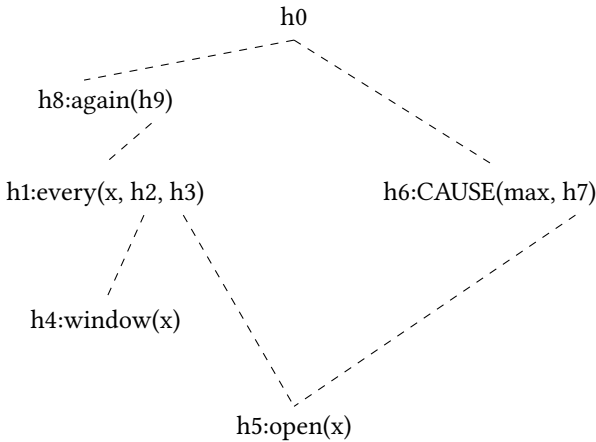 h0
h8:again(h9)
h1:every(x, h2, h3) h6:CAUSE(max, h7)
h4:window(x)
h5:open(x)